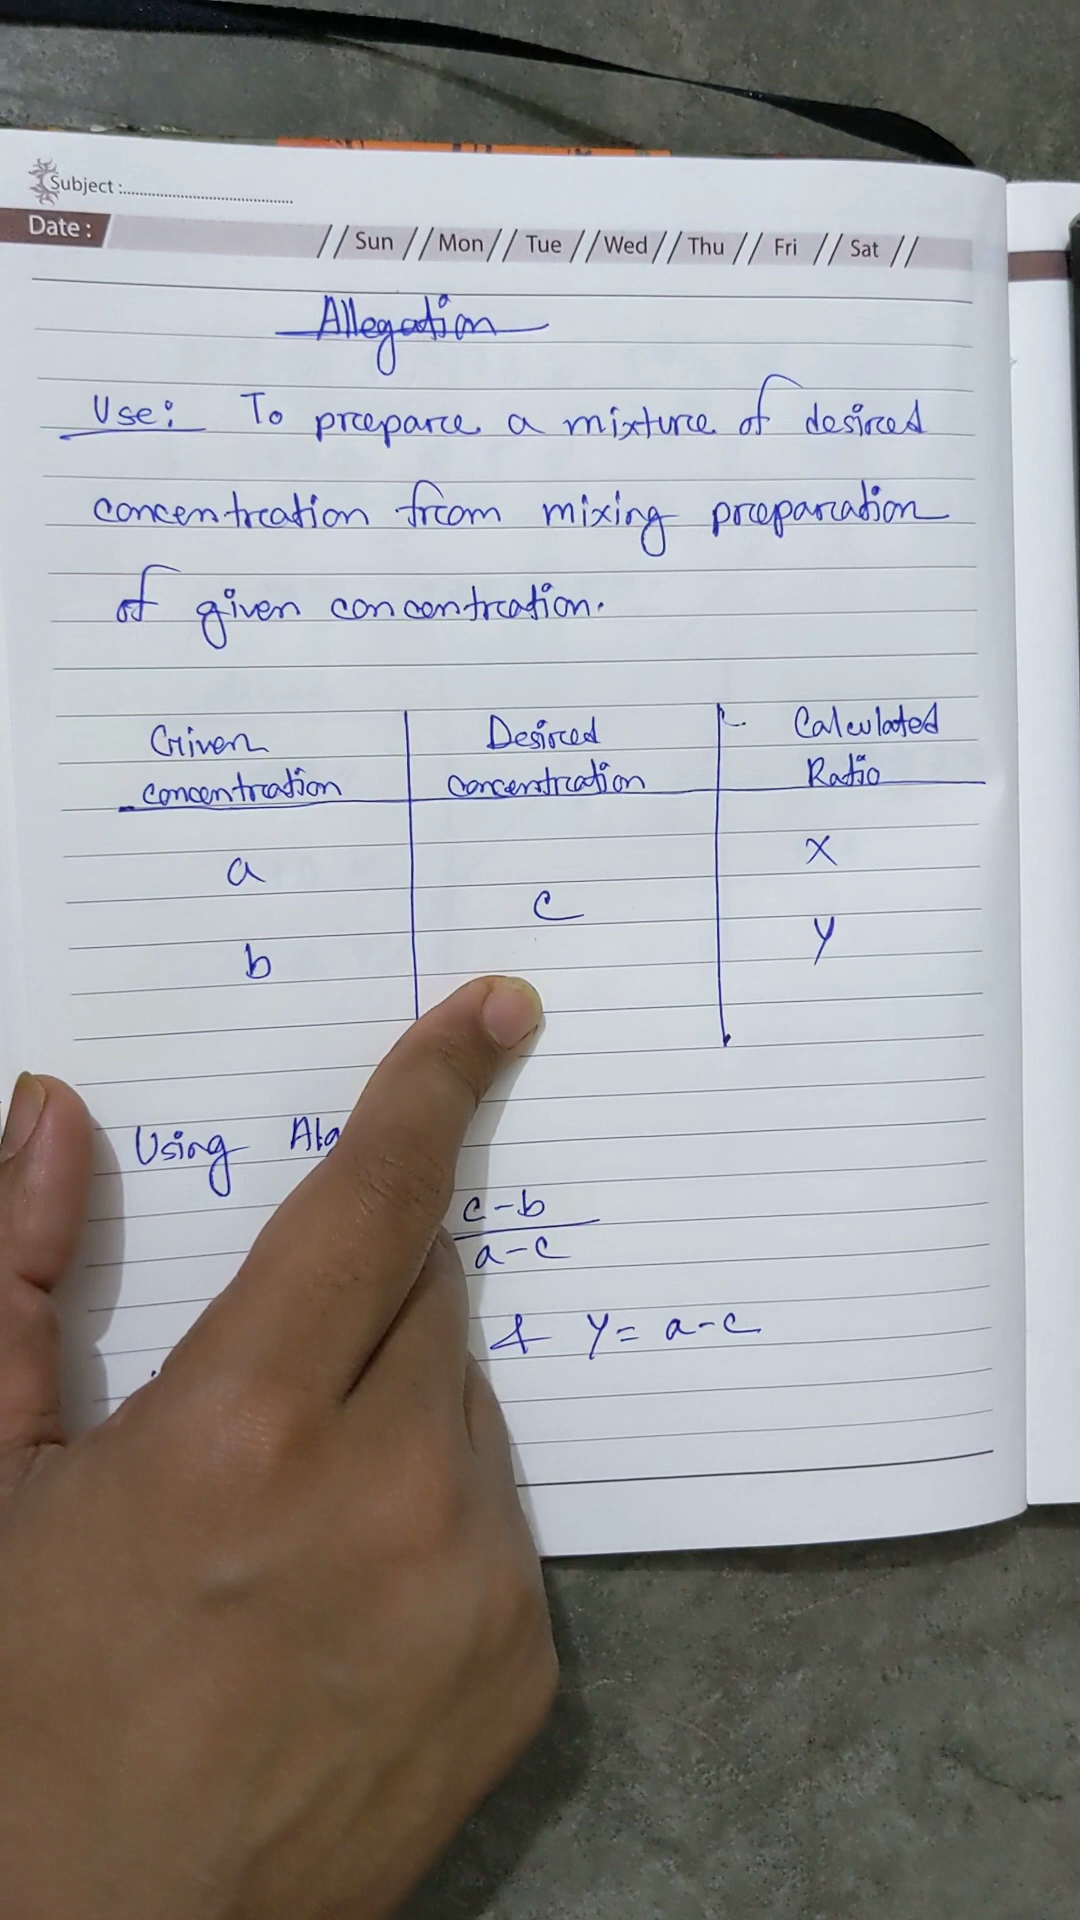 Subject :
Date :
// Sun // Mon // Tue // Wed // Thu // Fri // Sat //
Allegation
Use: To prepare a mixture of desired
concentration from mixing preparation
of given concentration.
Given Desired Calculated
concentration concentration Ratio
a x
c
b y
Using
c-b
a-c
& y = a-c